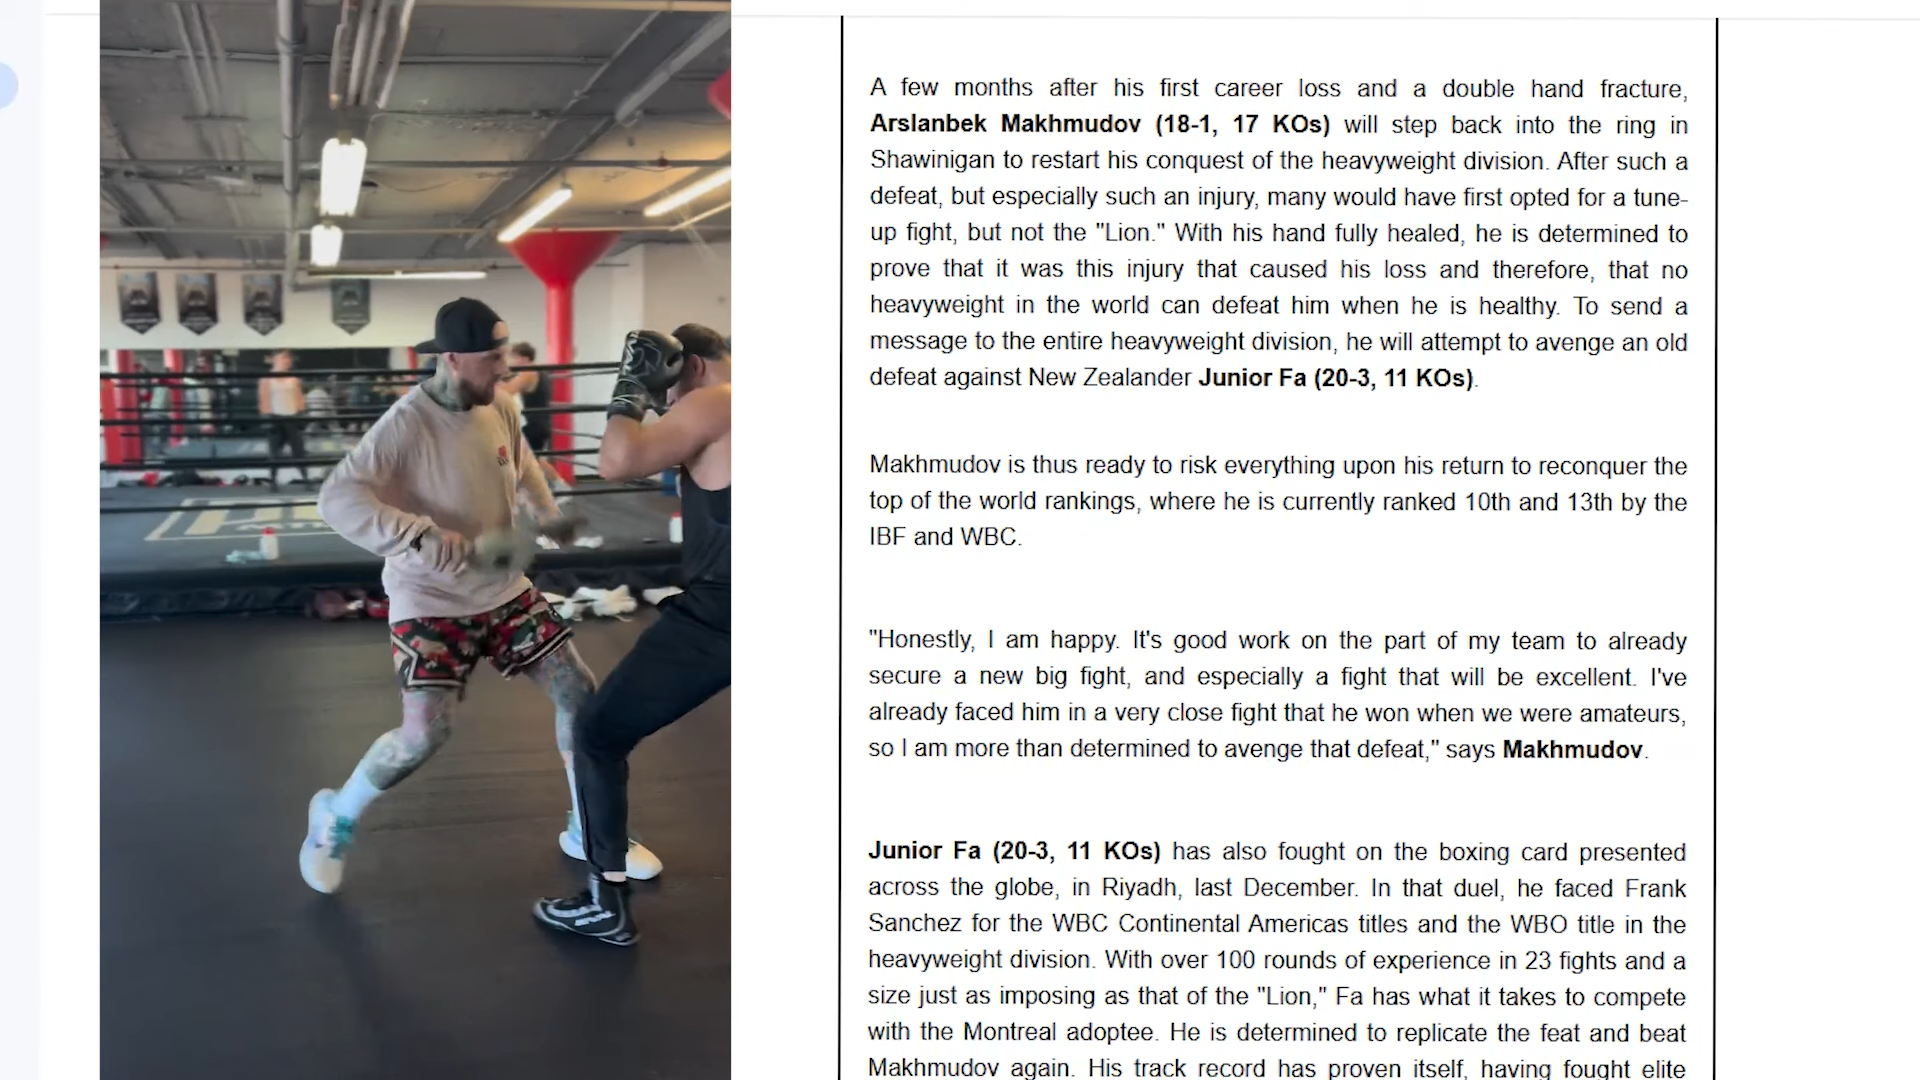 A few months after his first career loss and a double hand fracture,
Arslanbek Makhmudov (18-1, 17 KOs) will step back into the ring in
Shawinigan to restart his conquest of the heavyweight division. After such a
defeat, but especially such an injury, many would have first opted for a tune-
up fight, but not the "Lion." With his hand fully healed, he is determined to
prove that it was this injury that caused his loss and therefore, that no
heavyweight in the world can defeat him when he is healthy. To send a
message to the entire heavyweight division, he will attempt to avenge an old
defeat against New Zealander Junior Fa (20-3, 11 KOs).
Makhmudov is thus ready to risk everything upon his return to reconquer the
top of the world rankings, where he is currently ranked 10th and 13th by the
IBF and WBC.
"Honestly, I am happy. It's good work on the part of my team to already
secure a new big fight, and especially a fight that will be excellent. I've
already faced him in a very close fight that he won when we were amateurs,
so I am more than determined to avenge that defeat," says Makhmudov.
Junior Fa (20-3, 11 KOs) has also fought on the boxing card presented
across the globe, in Riyadh, last December. In that duel, he faced Frank
Sanchez for the WBC Continental Americas titles and the WBO title in the
heavyweight division. With over 100 rounds of experience in 23 fights and a
size just as imposing as that of the "Lion," Fa has what it takes to compete
with the Montreal adoptee. He is determined to replicate the feat and beat
Makhmudov again. His track record has proven itself, having fought elite